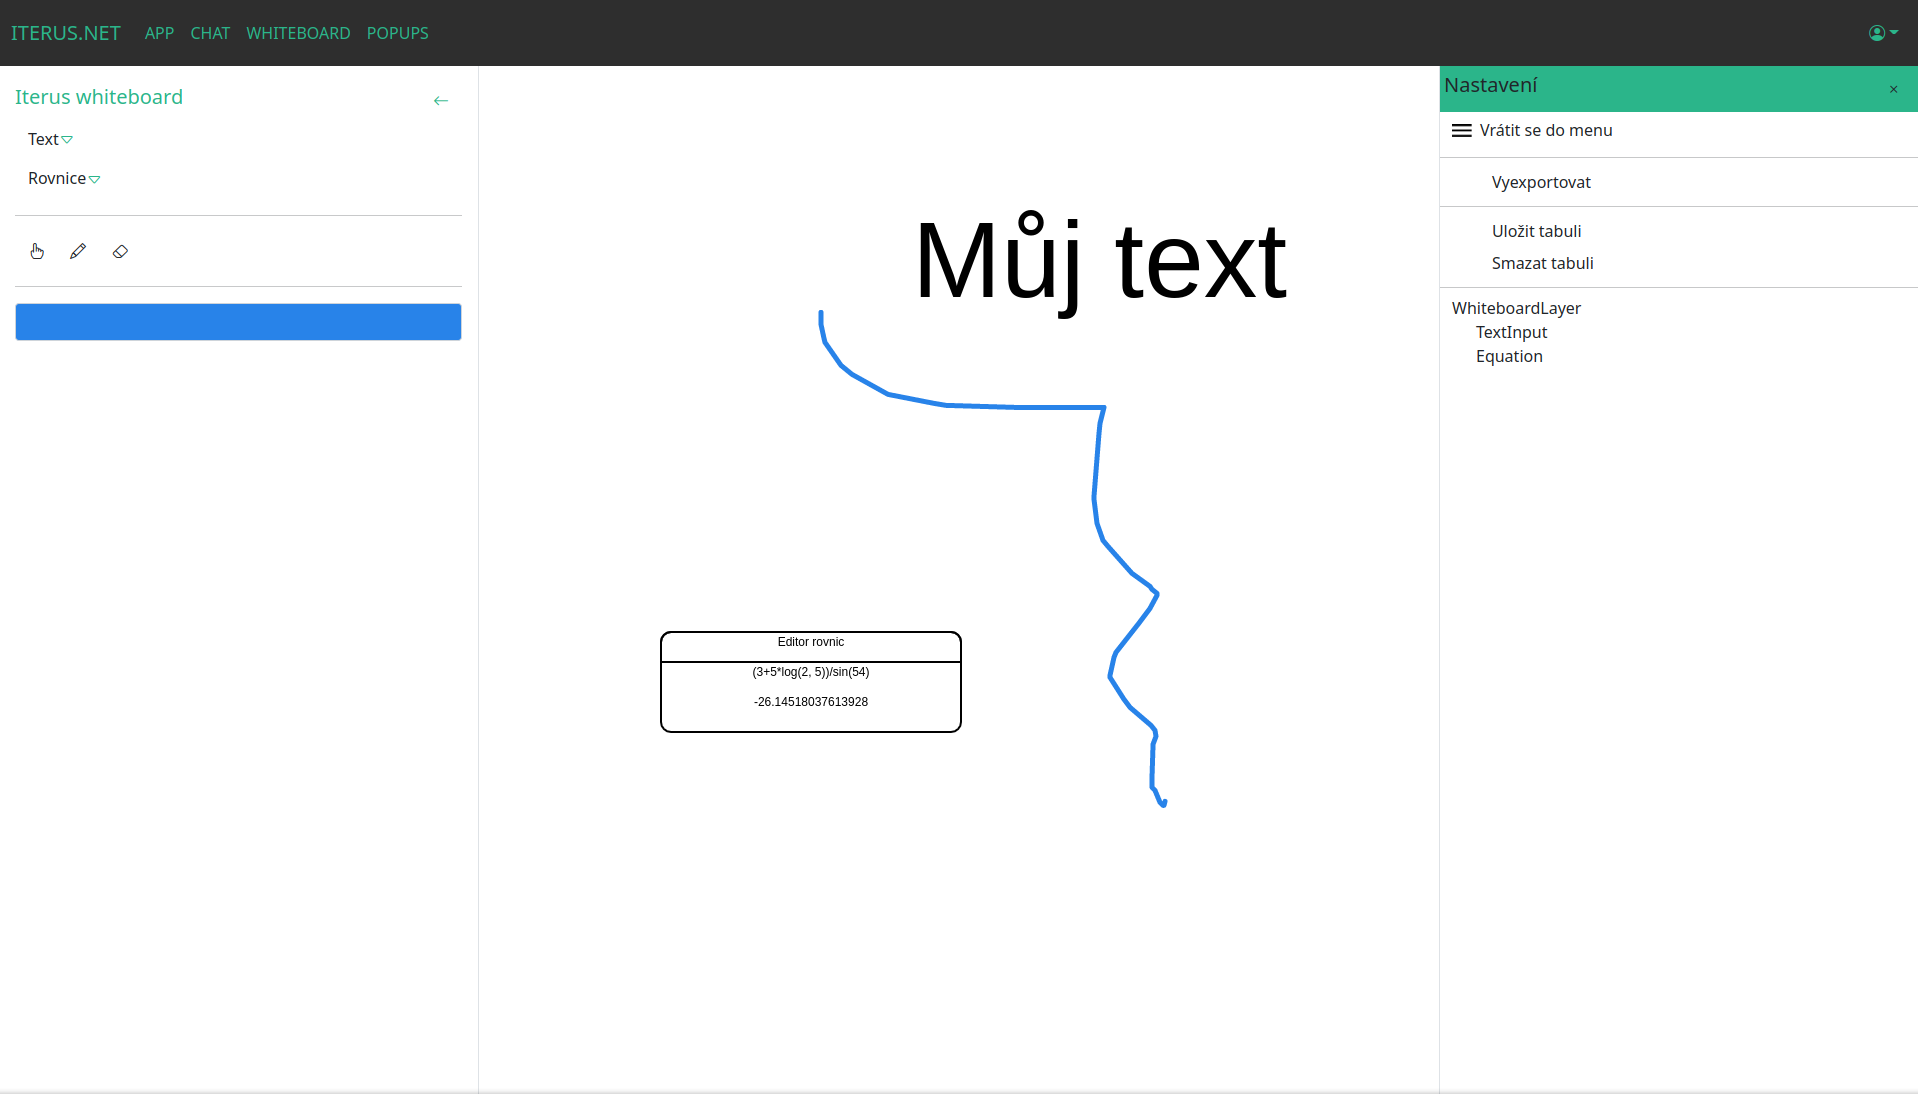 ITERUS.NET APP CHAT WHITEBOARD POPUPS
Iterus whiteboard
Text
Rovnice
Můj text
Editor rovnic
(3+5*log(2, 5))/sin(54)
-26.14518037613928
Nastavení
Vrátit se do menu
Vyexportovat
Uložit tabuli
Smazat tabuli
WhiteboardLayer
TextInput
Equation